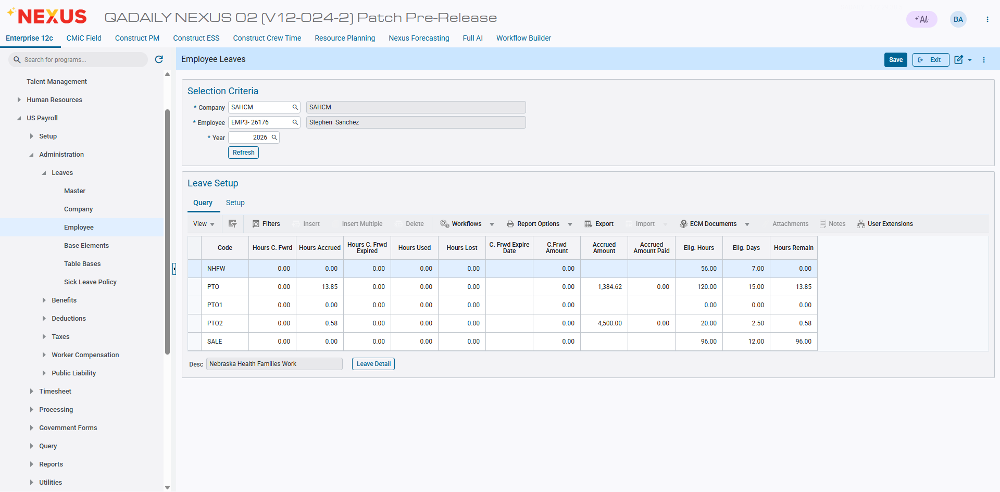 NEXUS
QADAILY NEXUS 02 (V12-024-2) Patch Pre-Release
AI
BA
Enterprise 12c CMiC Field Construct PM Construct ESS Construct Crew Time Resource Planning Nexus Forecasting Full AI Workflow Builder
Search for programs...
Talent Management
Human Resources
US Payroll
Setup
Administration
Leaves
Master
Company
Employee
Base Elements
Table Bases
Sick Leave Policy
Benefits
Deductions
Taxes
Worker Compensation
Public Liability
Timesheet
Processing
Government Forms
Query
Reports
Utilities
Employee Leaves
Save Exit
Selection Criteria
* Company SAHCM SAHCM
* Employee EMP3- 26176 Stephen Sanchez
* Year 2026
Refresh
Leave Setup
Query Setup
View Filters Insert Insert Multiple Delete Workflows Report Options Export Import ECM Documents Attachments Notes User Extensions
Code Hours C. Fwrd Hours Accrued Hours C. Frwd Expired Hours Used Hours Lost C. Frwd Expire Date C.Frwd Amount Accrued Amount Accrued Amount Paid Elig. Hours Elig. Days Hours Remain
NHFW 0.00 0.00 0.00 0.00 0.00 0.00 56.00 7.00 0.00
PTO 0.00 13.85 0.00 0.00 0.00 0.00 1,384.62 0.00 120.00 15.00 13.85
PTO1 0.00 0.00 0.00 0.00 0.00 0.00 0.00 0.00 0.00
PTO2 0.00 0.58 0.00 0.00 0.00 0.00 4,500.00 0.00 20.00 2.50 0.58
SALE 0.00 0.00 0.00 0.00 0.00 0.00 96.00 12.00 96.00
Desc Nebraska Health Families Work Leave Detail